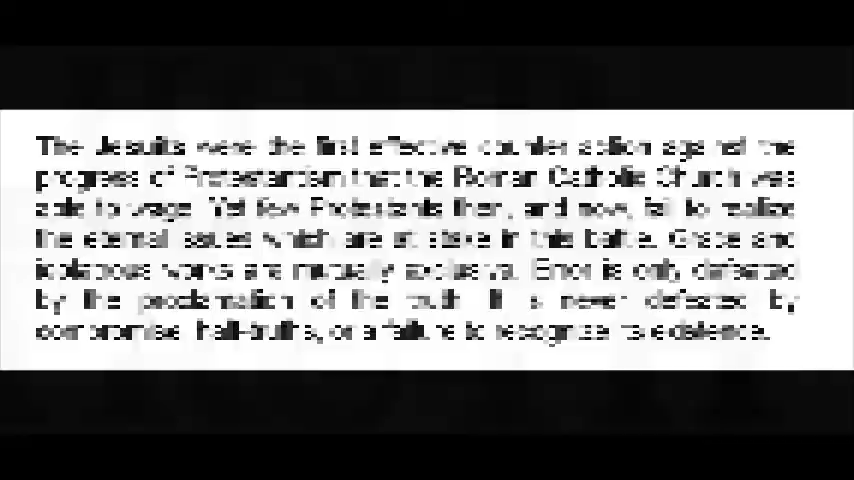 The Jesuits were the first effective counter action against the
progress of Protestantism that the Roman Catholic Church was
able to wage. Yet few Protestants then, and now, fail to realize
the eternal issues which are at stake in this battle. Grace and
idolatrous works are mutually exclusive. Error is only defeated
by the proclamation of the truth. It is never defeated by
compromise, half-truths, or a failure to recognize its existence.